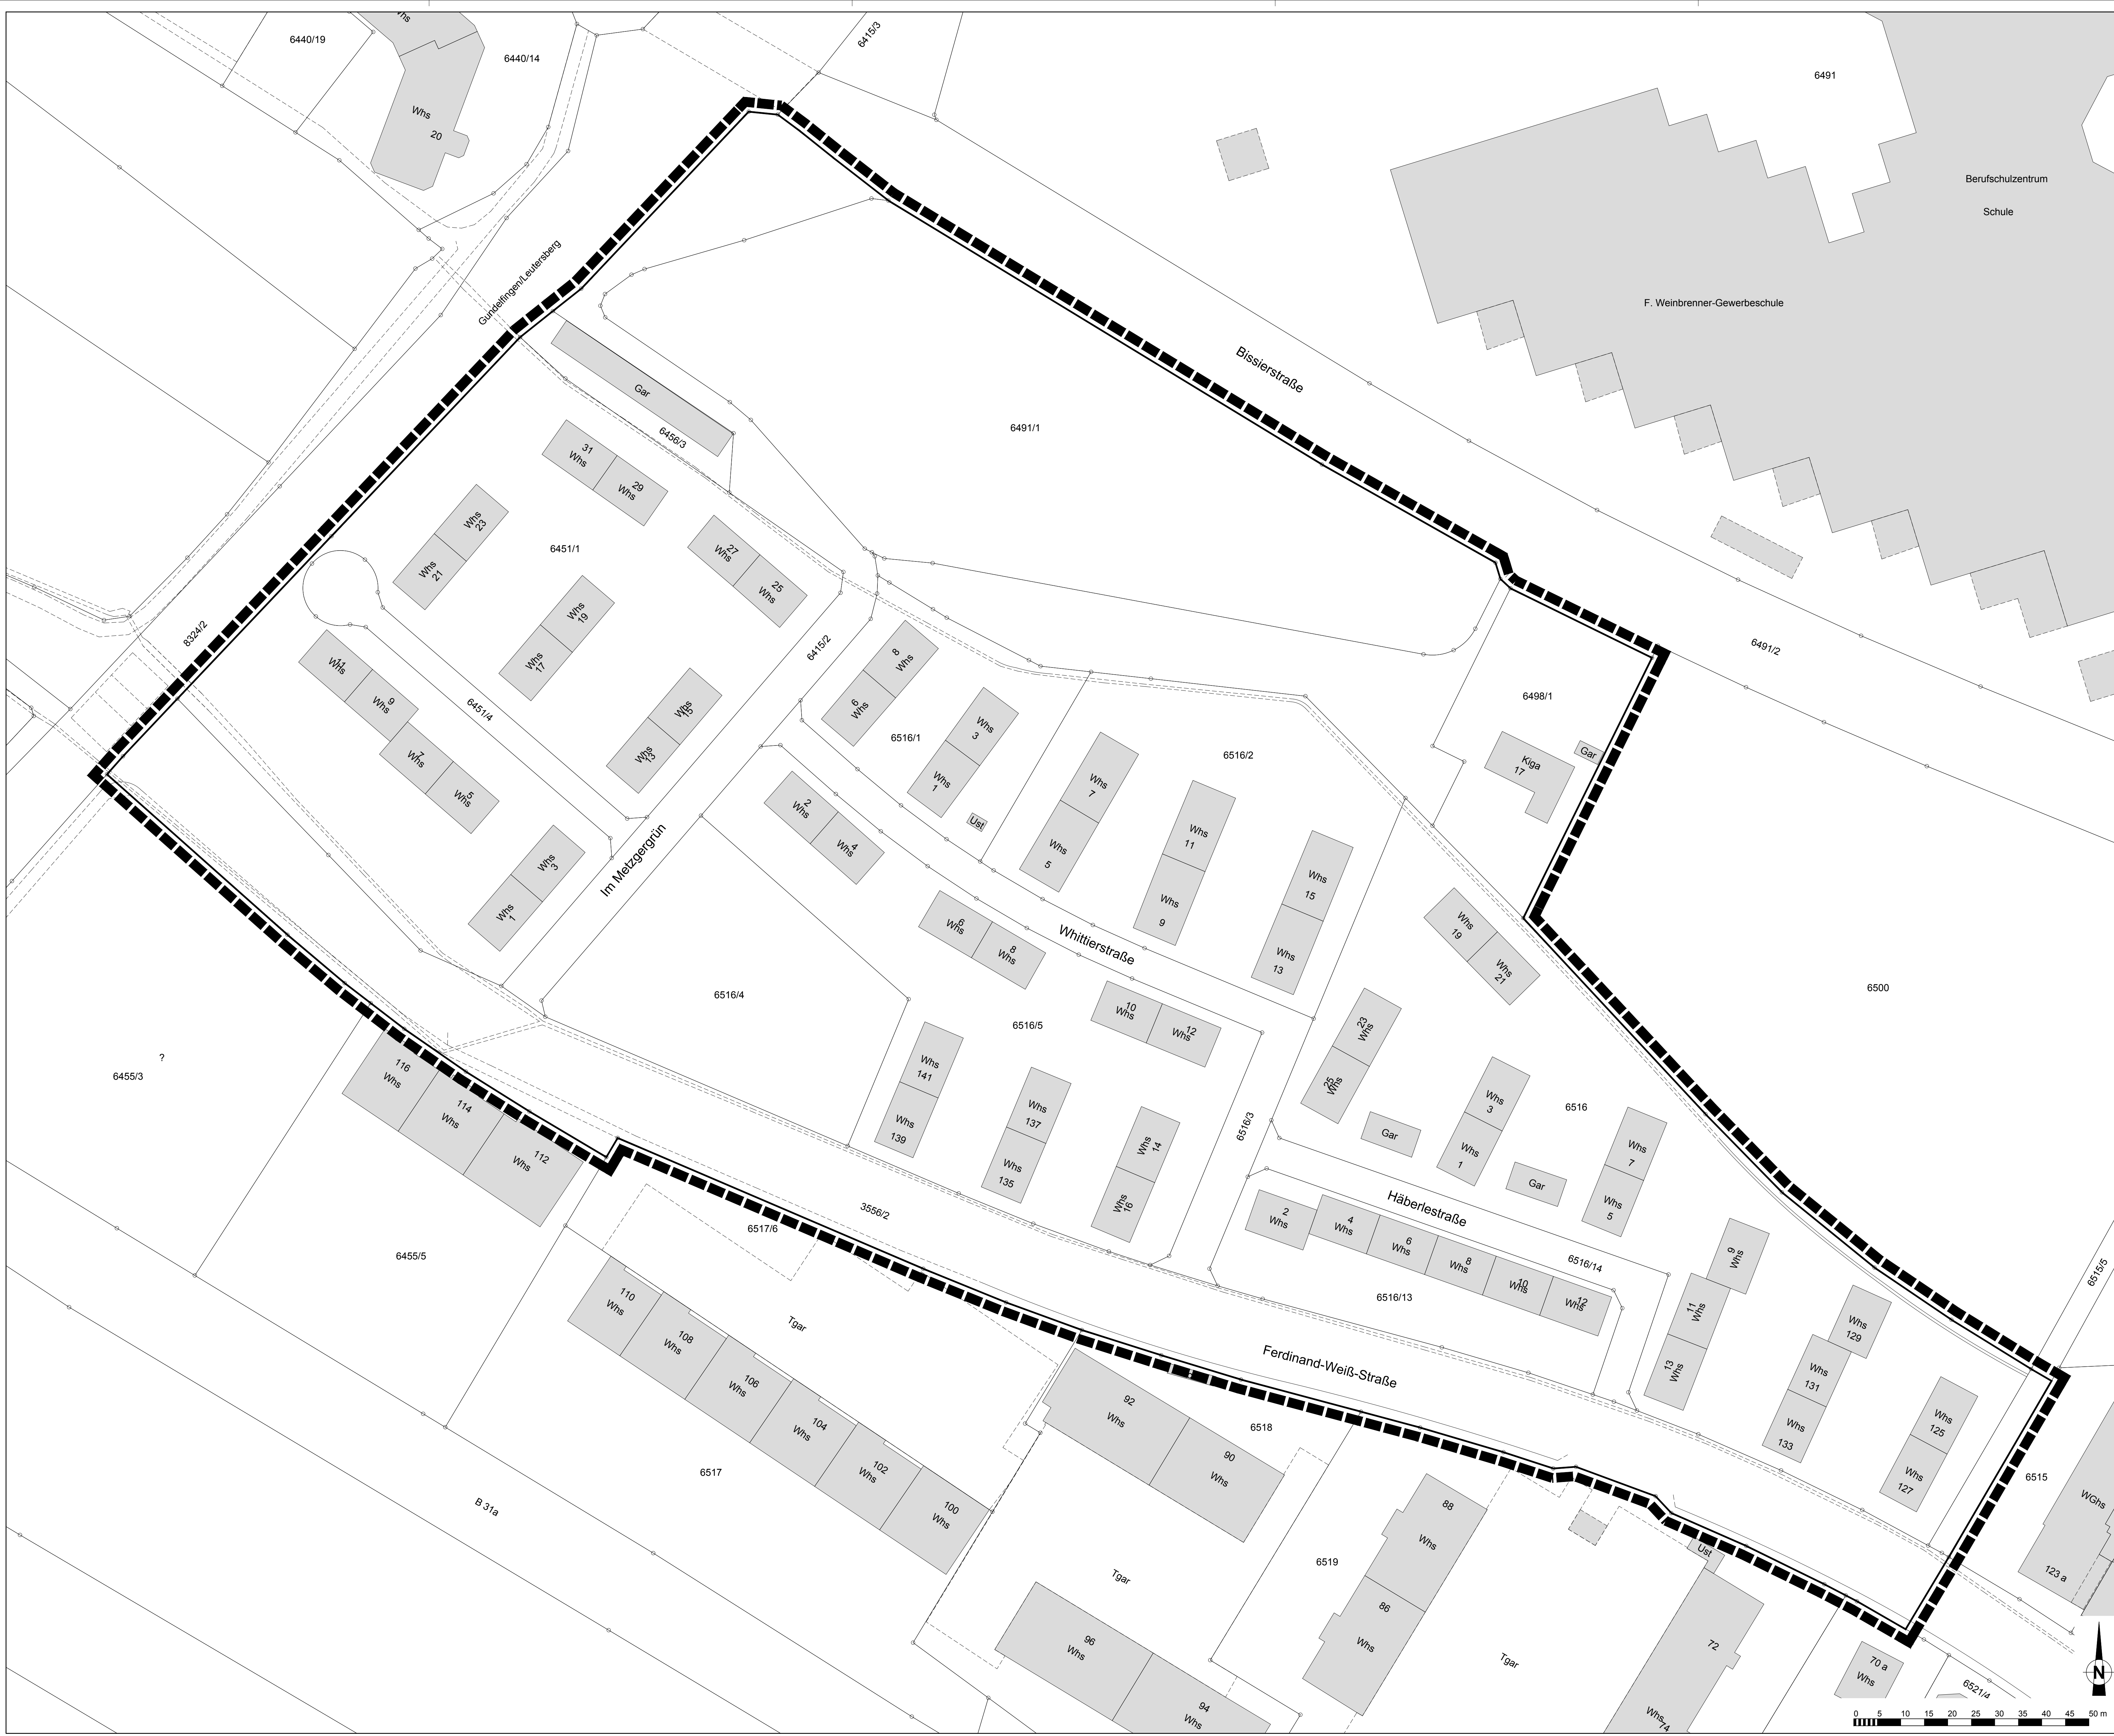 Whs
6440/19
6440/14
6415/3
6491
Whs
20
Berufschulzentrum
Schule
F. Weinbrenner-Gewerbeschule
Gundelfingen/Leutersberg
Bissierstraße
Gar
6456/3
6491/1
31
Whs
29
Whs
Whs
23
Whs
21
6451/1
27
Whs
25
Whs
Whs
19
Whs
17
8324/2
6415/2
6491/2
11
Whs
9
Whs
7
Whs
5
Whs
6451/4
Whs
15
Whs
13
8
Whs
6
Whs
6516/1
Whs
3
Whs
1
Ust
6516/2
6498/1
Kiga
17
Gar
Whs
7
Whs
5
Whs
11
Whs
9
Whs
15
Whs
13
2
Whs
4
Whs
Im Metzgergrün
Whs
3
Whs
1
6
Whs
8
Whs
Whittierstraße
Whs
19
Whs
21
6500
6516/4
6516/5
10
Whs
12
Whs
23
Whs
25
Whs
?
6455/3
116
Whs
114
Whs
112
Whs
Whs
141
Whs
139
Whs
137
Whs
135
Whs
14
Whs
16
6516/3
Gar
Whs
3
Whs
1
6516
Gar
Whs
7
Whs
5
3556/2
6517/6
Häberlestraße
2
Whs
4
Whs
6
Whs
8
Whs
10
Whs
12
Whs
6516/14
6516/13
9
Whs
11
Whs
13
Whs
Whs
129
Whs
131
Whs
133
Whs
125
Whs
127
6515/5
6455/5
110
Whs
108
Whs
106
Whs
104
Whs
102
Whs
100
Whs
Tgar
Ferdinand-Weiß-Straße
92
Whs
90
Whs
6518
6517
B 31a
88
Whs
86
Whs
6519
6515
WGhs
123 a
Ust
Tgar
96
Whs
94
Whs
Tgar
72
Whs
74
70 a
Whs
6521/4
N
0 5 10 15 20 25 30 35 40 45 50 m